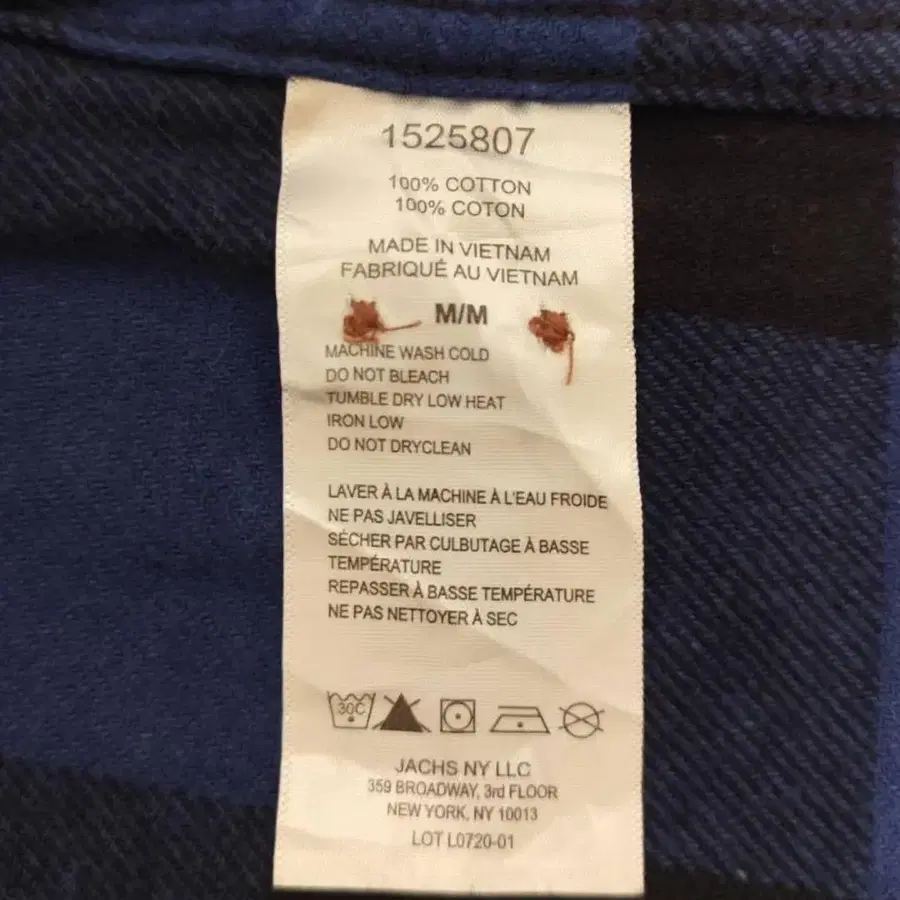 1525807
100% COTTON
100% COTON
MADE IN VIETNAM
FABRIQUÉ AU VIETNAM
M/M
MACHINE WASH COLD
DO NOT BLEACH
TUMBLE DRY LOW HEAT
IRON LOW
DO NOT DRYCLEAN
LAVER À LA MACHINE À L'EAU FROIDE
NE PAS JAVELLISER
SÉCHER PAR CULBUTAGE À BASSE
TEMPÉRATURE
REPASSER À BASSE TEMPÉRATURE
NE PAS NETTOYER À SEC
30C
JACHS NY LLC
359 BROADWAY, 3rd FLOOR
NEW YORK, NY 10013
LOT L0720-01